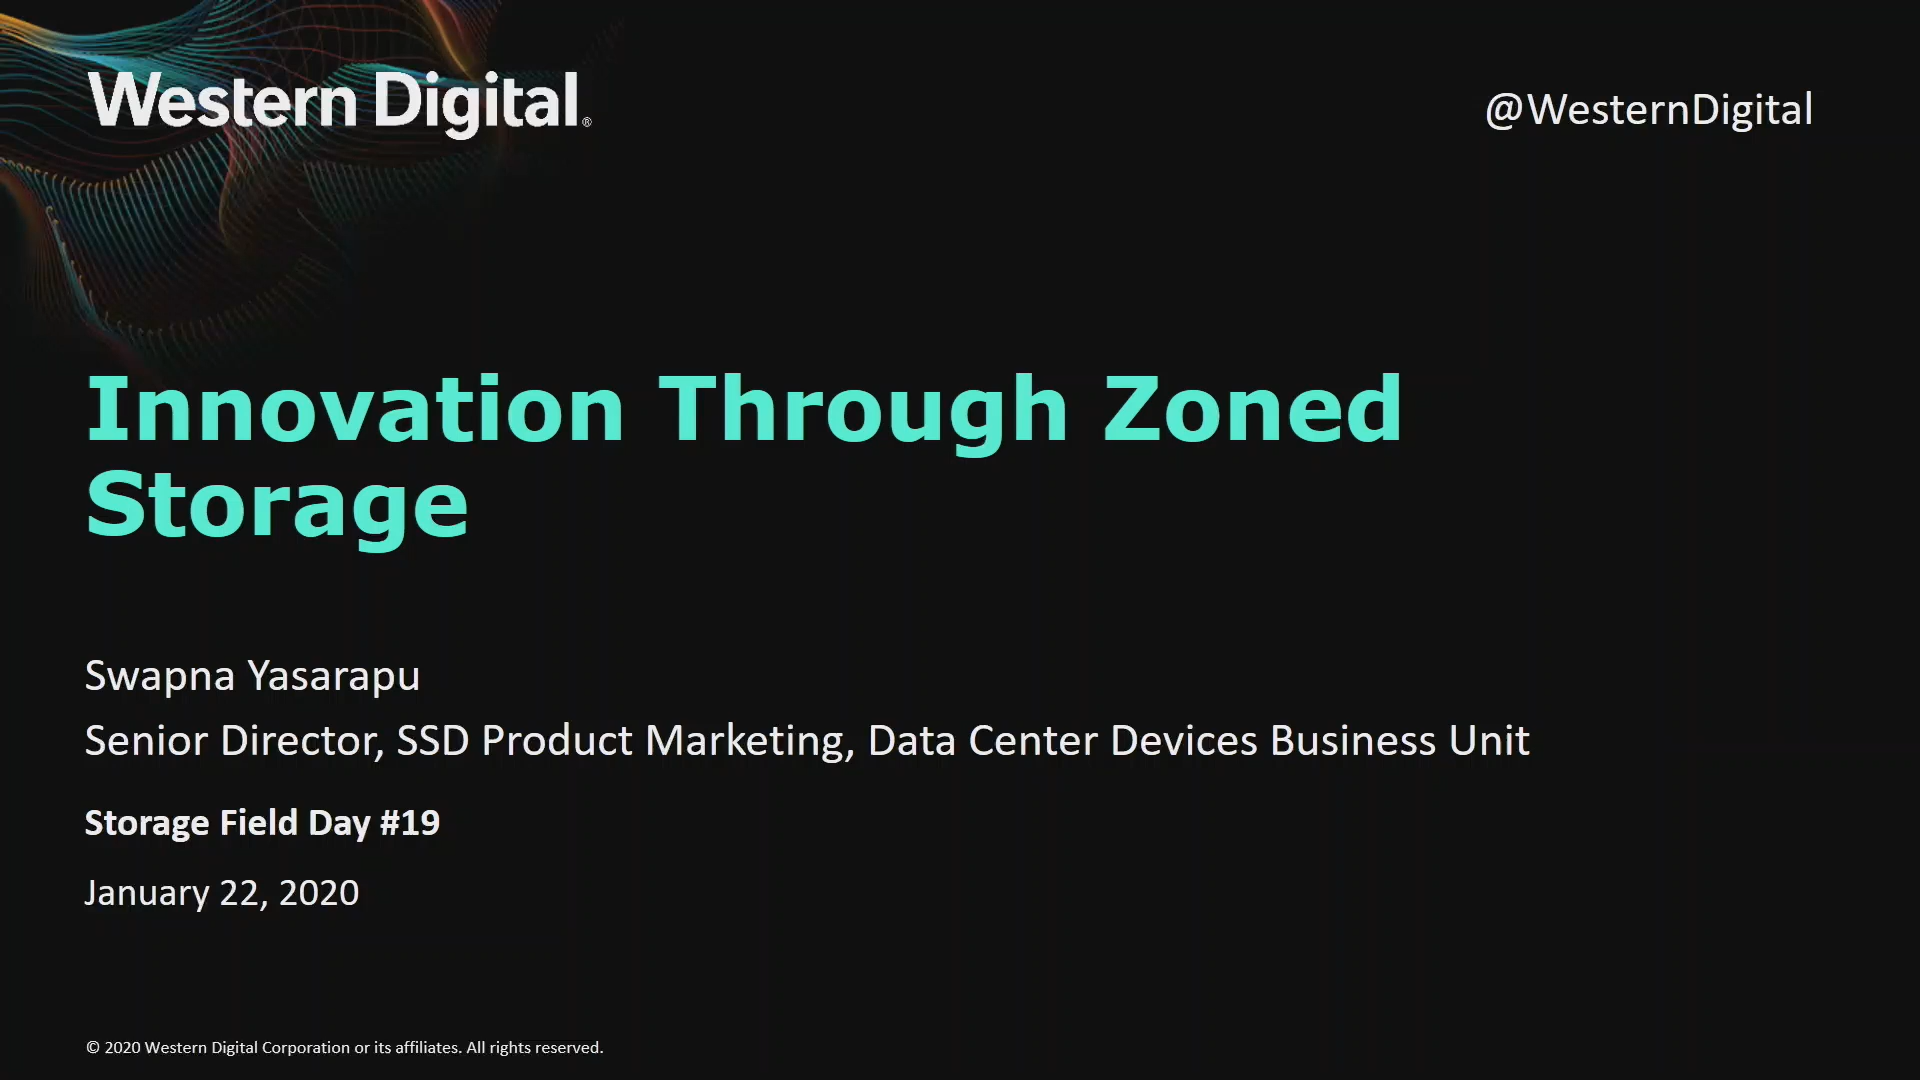 Western Digital®
@WesternDigital
Innovation Through Zoned
Storage
Swapna Yasarapu
Senior Director, SSD Product Marketing, Data Center Devices Business Unit
Storage Field Day #19
January 22, 2020
© 2020 Western Digital Corporation or its affiliates. All rights reserved.